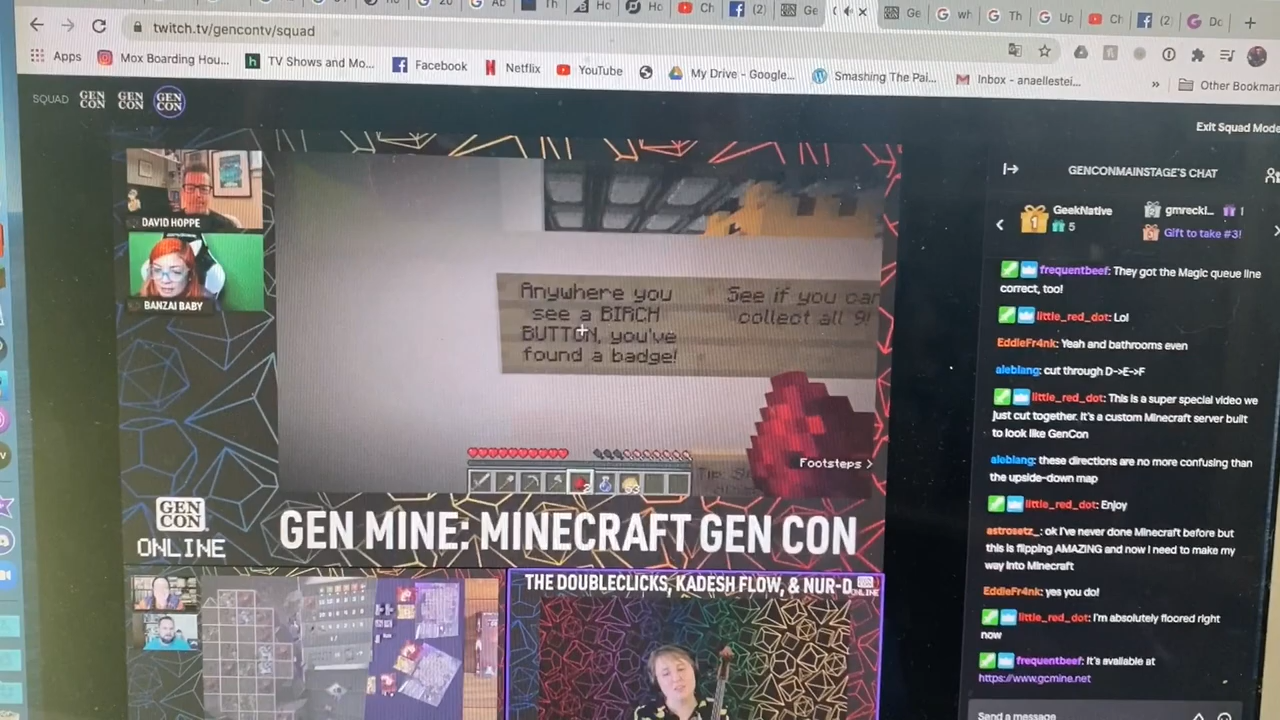 twitch.tv/gencontv/squad
Apps Mox Boarding Hou... TV Shows and Mo... Facebook Netflix YouTube My Drive - Google... Smashing The Pai... Inbox - anaellestei... » Other Bookmar
SQUAD GEN CON GEN CON GEN CON
Exit Squad Mode
DAVID HOPPE
BANZAI BABY
Anywhere you
see a BIRCH
BUTTON, you've
found a badge!
See if you can
collect all 9!
Footsteps >
GEN
CON
ONLINE
GEN MINE: MINECRAFT GEN CON
THE DOUBLECLICKS, KADESH FLOW, & NUR-D
GENCONMAINSTAGE'S CHAT
GeekNative
5
gmreckl... 1
Gift to take #3!
frequentbeef: They got the Magic queue line
correct, too!
little_red_dot: Lol
EddieFr4nk: Yeah and bathrooms even
aleblang: cut through D->E->F
little_red_dot: This is a super special video we
just cut together. It's a custom Minecraft server built
to look like GenCon
aleblang: these directions are no more confusing than
the upside-down map
little_red_dot: Enjoy
astrosetz_: ok I've never done Minecraft before but
this is flipping AMAZING and now I need to make my
way into Minecraft
EddieFr4nk: yes you do!
little_red_dot: I'm absolutely floored right
now
frequentbeef: It's available at
https://www.gcmine.net
Send a message